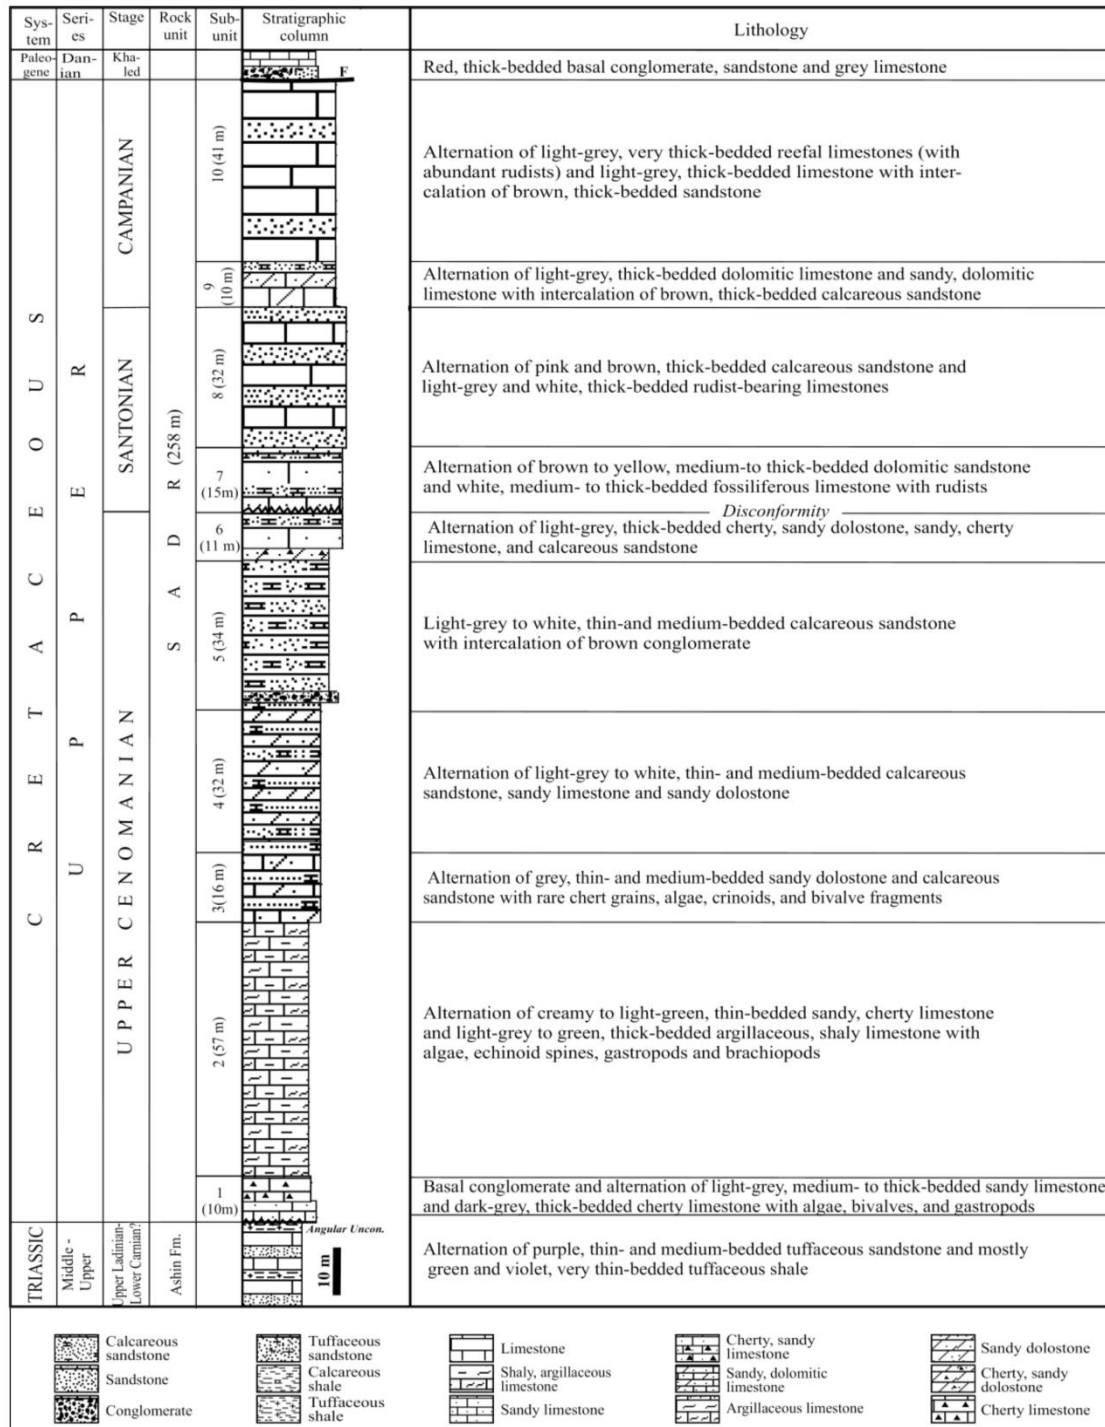 Sys-
tem
Seri-
es
Stage
Rock
unit
Sub-
unit
Stratigraphic
column
Lithology
Paleo-
gene
Dan-
ian
Kha-
led
F
Red, thick-bedded basal conglomerate, sandstone and grey limestone
CRETACEOUS
UPPER
CAMPANIAN
SADR (258 m)
10 (41 m)
Alternation of light-grey, very thick-bedded reefal limestones (with
abundant rudists) and light-grey, thick-bedded limestone with inter-
calation of brown, thick-bedded sandstone
9
(10 m)
Alternation of light-grey, thick-bedded dolomitic limestone and sandy, dolomitic
limestone with intercalation of brown, thick-bedded calcareous sandstone
SANTONIAN
8 (32 m)
Alternation of pink and brown, thick-bedded calcareous sandstone and
light-grey and white, thick-bedded rudist-bearing limestones
7
(15m)
Alternation of brown to yellow, medium-to thick-bedded dolomitic sandstone
and white, medium- to thick-bedded fossiliferous limestone with rudists
Disconformity
UPPER CENOMANIAN
6
(11 m)
Alternation of light-grey, thick-bedded cherty, sandy dolostone, sandy, cherty
limestone, and calcareous sandstone
5 (34 m)
Light-grey to white, thin-and medium-bedded calcareous sandstone
with intercalation of brown conglomerate
4 (32 m)
Alternation of light-grey to white, thin- and medium-bedded calcareous
sandstone, sandy limestone and sandy dolostone
3(16 m)
Alternation of grey, thin- and medium-bedded sandy dolostone and calcareous
sandstone with rare chert grains, algae, crinoids, and bivalve fragments
2 (57 m)
Alternation of creamy to light-green, thin-bedded sandy, cherty limestone
and light-grey to green, thick-bedded argillaceous, shaly limestone with
algae, echinoid spines, gastropods and brachiopods
1
(10m)
Basal conglomerate and alternation of light-grey, medium- to thick-bedded sandy limestone
and dark-grey, thick-bedded cherty limestone with algae, bivalves, and gastropods
TRIASSIC
Middle -
Upper
Upper Ladinian-
Lower Carnian?
Ashin Fm.
Angular Uncon.
10 m
Alternation of purple, thin- and medium-bedded tuffaceous sandstone and mostly
green and violet, very thin-bedded tuffaceous shale
Calcareous
sandstone
Sandstone
Conglomerate
Tuffaceous
sandstone
Calcareous
shale
Tuffaceous
shale
Limestone
Shaly, argillaceous
limestone
Sandy limestone
Cherty, sandy
limestone
Sandy, dolomitic
limestone
Argillaceous limestone
Sandy dolostone
Cherty, sandy
dolostone
Cherty limestone